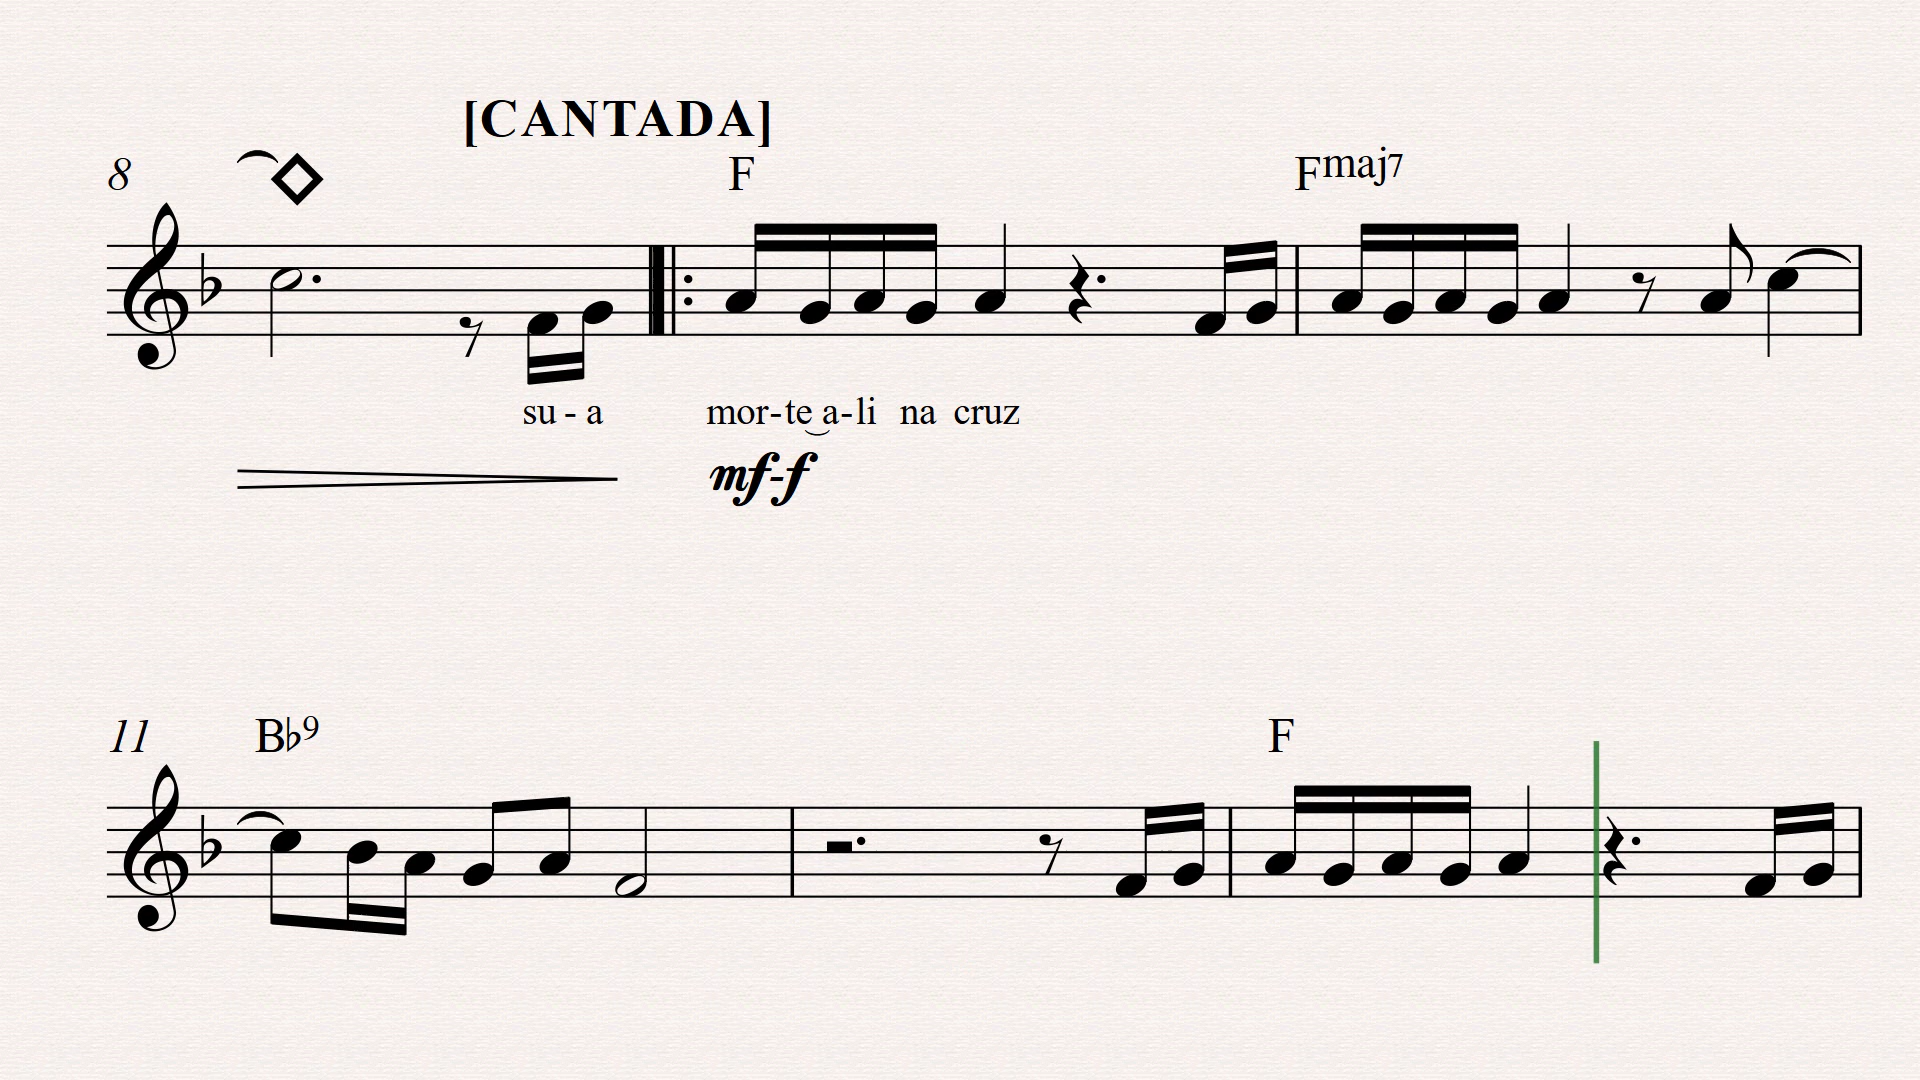 [CANTADA]
8 F Fmaj7
su - a mor-te a-li na cruz
mf-f
11 B♭9 F